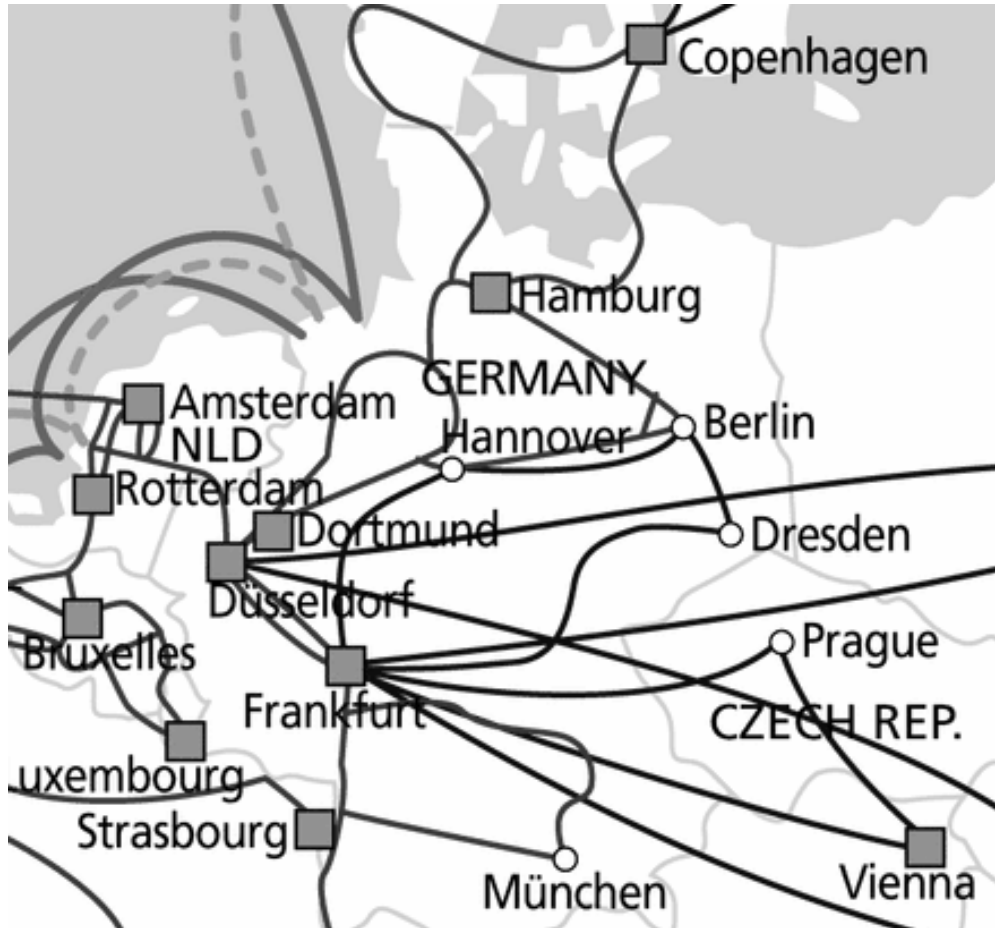 Copenhagen
Hamburg
GERMANY
Amsterdam
NLD
Hannover
Berlin
Rotterdam
Dortmund
Dresden
Düsseldorf
Bruxelles
Prague
Frankfurt
CZECH REP.
uxembourg
Strasbourg
München
Vienna